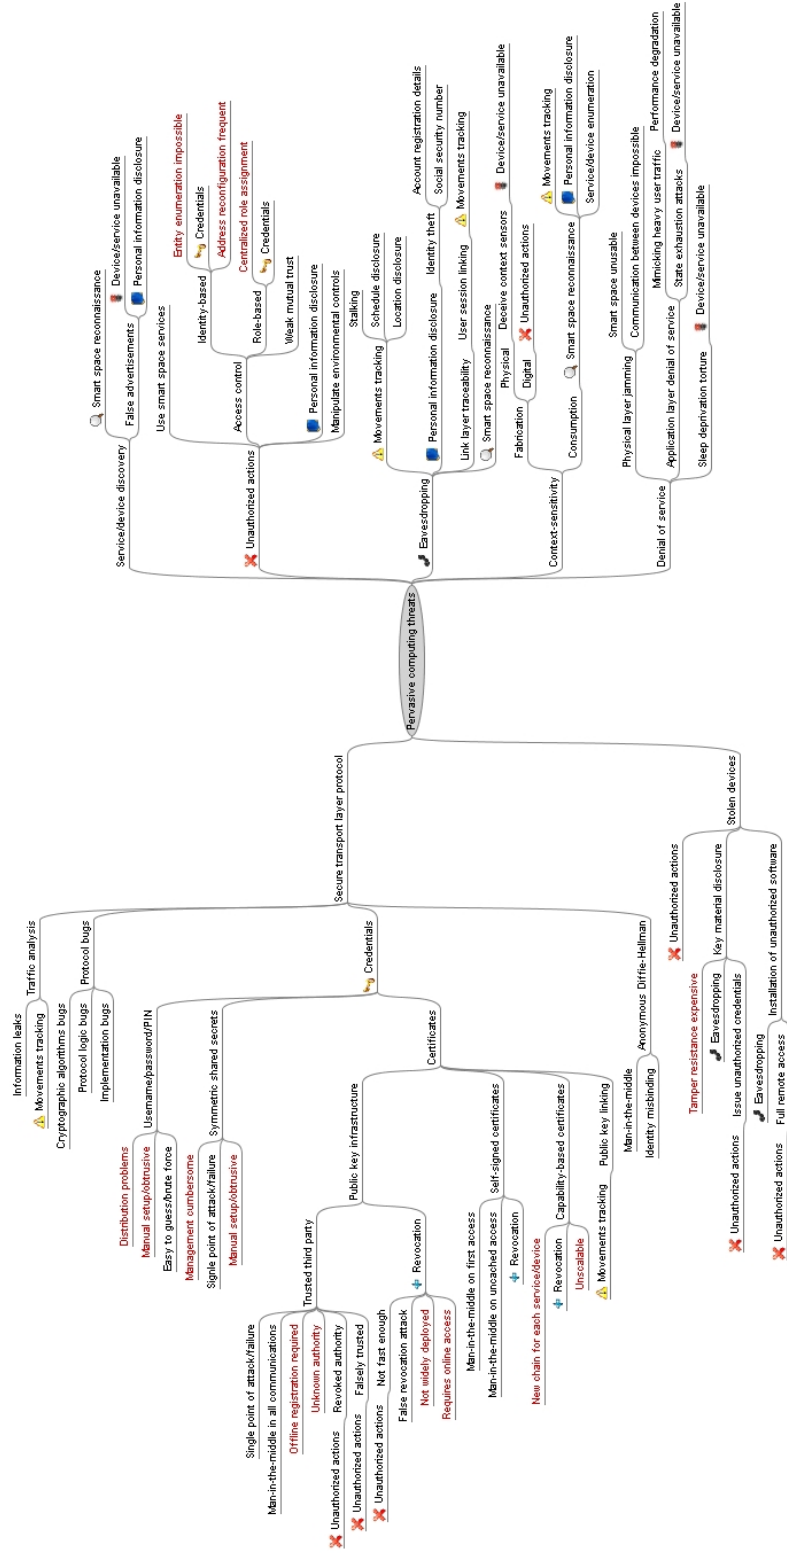 Pervasive computing threats
Service/device discovery
Smart space reconnaissance
False advertisements
Device/service unavailable
Personal information disclosure
Unauthorized actions
Use smart space services
Access control
Identity-based
Entity enumeration impossible
Credentials
Address reconfiguration frequent
Role-based
Centralized role assignment
Credentials
Weak mutual trust
Personal information disclosure
Manipulate environmental controls
Eavesdropping
Movements tracking
Stalking
Schedule disclosure
Location disclosure
Personal information disclosure
Identity theft
Account registration details
Social security number
Link layer traceability
User session linking
Movements tracking
Smart space reconnaissance
Context-sensitivity
Fabrication
Physical
Deceive context sensors
Device/service unavailable
Digital
Unauthorized actions
Consumption
Smart space reconnaissance
Movements tracking
Personal information disclosure
Service/device enumeration
Denial of service
Physical layer jamming
Smart space unusable
Communication between devices impossible
Application layer denial of service
Mimicking heavy user traffic
Performance degradation
State exhaustion attacks
Device/service unavailable
Sleep deprivation torture
Device/service unavailable
Secure transport layer protocol
Traffic analysis
Information leaks
Movements tracking
Protocol bugs
Cryptographic algorithms bugs
Protocol logic bugs
Implementation bugs
Credentials
Username/password/PIN
Distribution problems
Manual setup/obtrusive
Easy to guess/brute force
Symmetric shared secrets
Management cumbersome
Signle point of attack/failure
Manual setup/obtrusive
Certificates
Public key infrastructure
Trusted third party
Single point of attack/failure
Man-in-the-middle in all communications
Offline registration required
Unknown authority
Revoked authority
Unauthorized actions
Falsely trusted
Unauthorized actions
Revocation
Not fast enough
Unauthorized actions
False revocation attack
Not widely deployed
Requires online access
Self-signed certificates
Man-in-the-middle on first access
Man-in-the-middle on uncached access
Revocation
Capability-based certificates
New chain for each service/device
Revocation
Unscalable
Public key linking
Movements tracking
Anonymous Diffie-Hellman
Man-in-the-middle
Identity misbinding
Stolen devices
Unauthorized actions
Key material disclosure
Tamper resistance expensive
Eavesdropping
Issue unauthorized credentials
Unauthorized actions
Installation of unauthorized software
Eavesdropping
Full remote access
Unauthorized actions